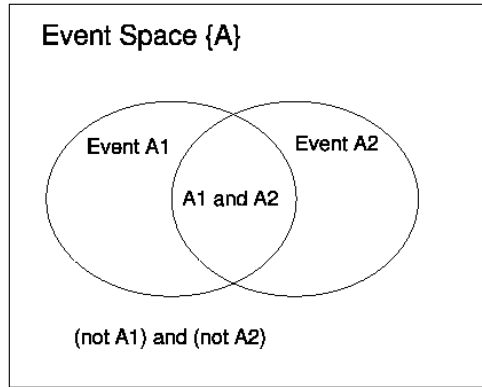 Event Space {A}
Event A1
Event A2
A1 and A2
(not A1) and (not A2)